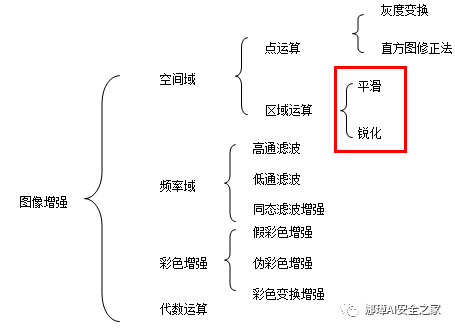 灰度变换
点运算
直方图修正法
空间域
平滑
区域运算
锐化
高通滤波
频率域
低通滤波
图像增强
同态滤波增强
假彩色增强
彩色增强
伪彩色增强
彩色变换增强
代数运算
娜璋AI安全之家